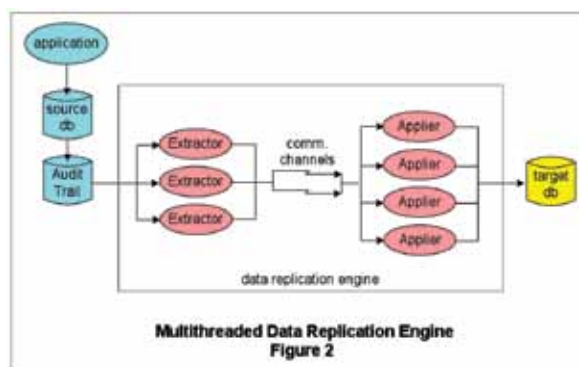 application
source
db
Audit
Trail
Extractor
Extractor
Extractor
comm.
channels
Applier
Applier
Applier
Applier
target
db
data replication engine
Multithreaded Data Replication Engine
Figure 2